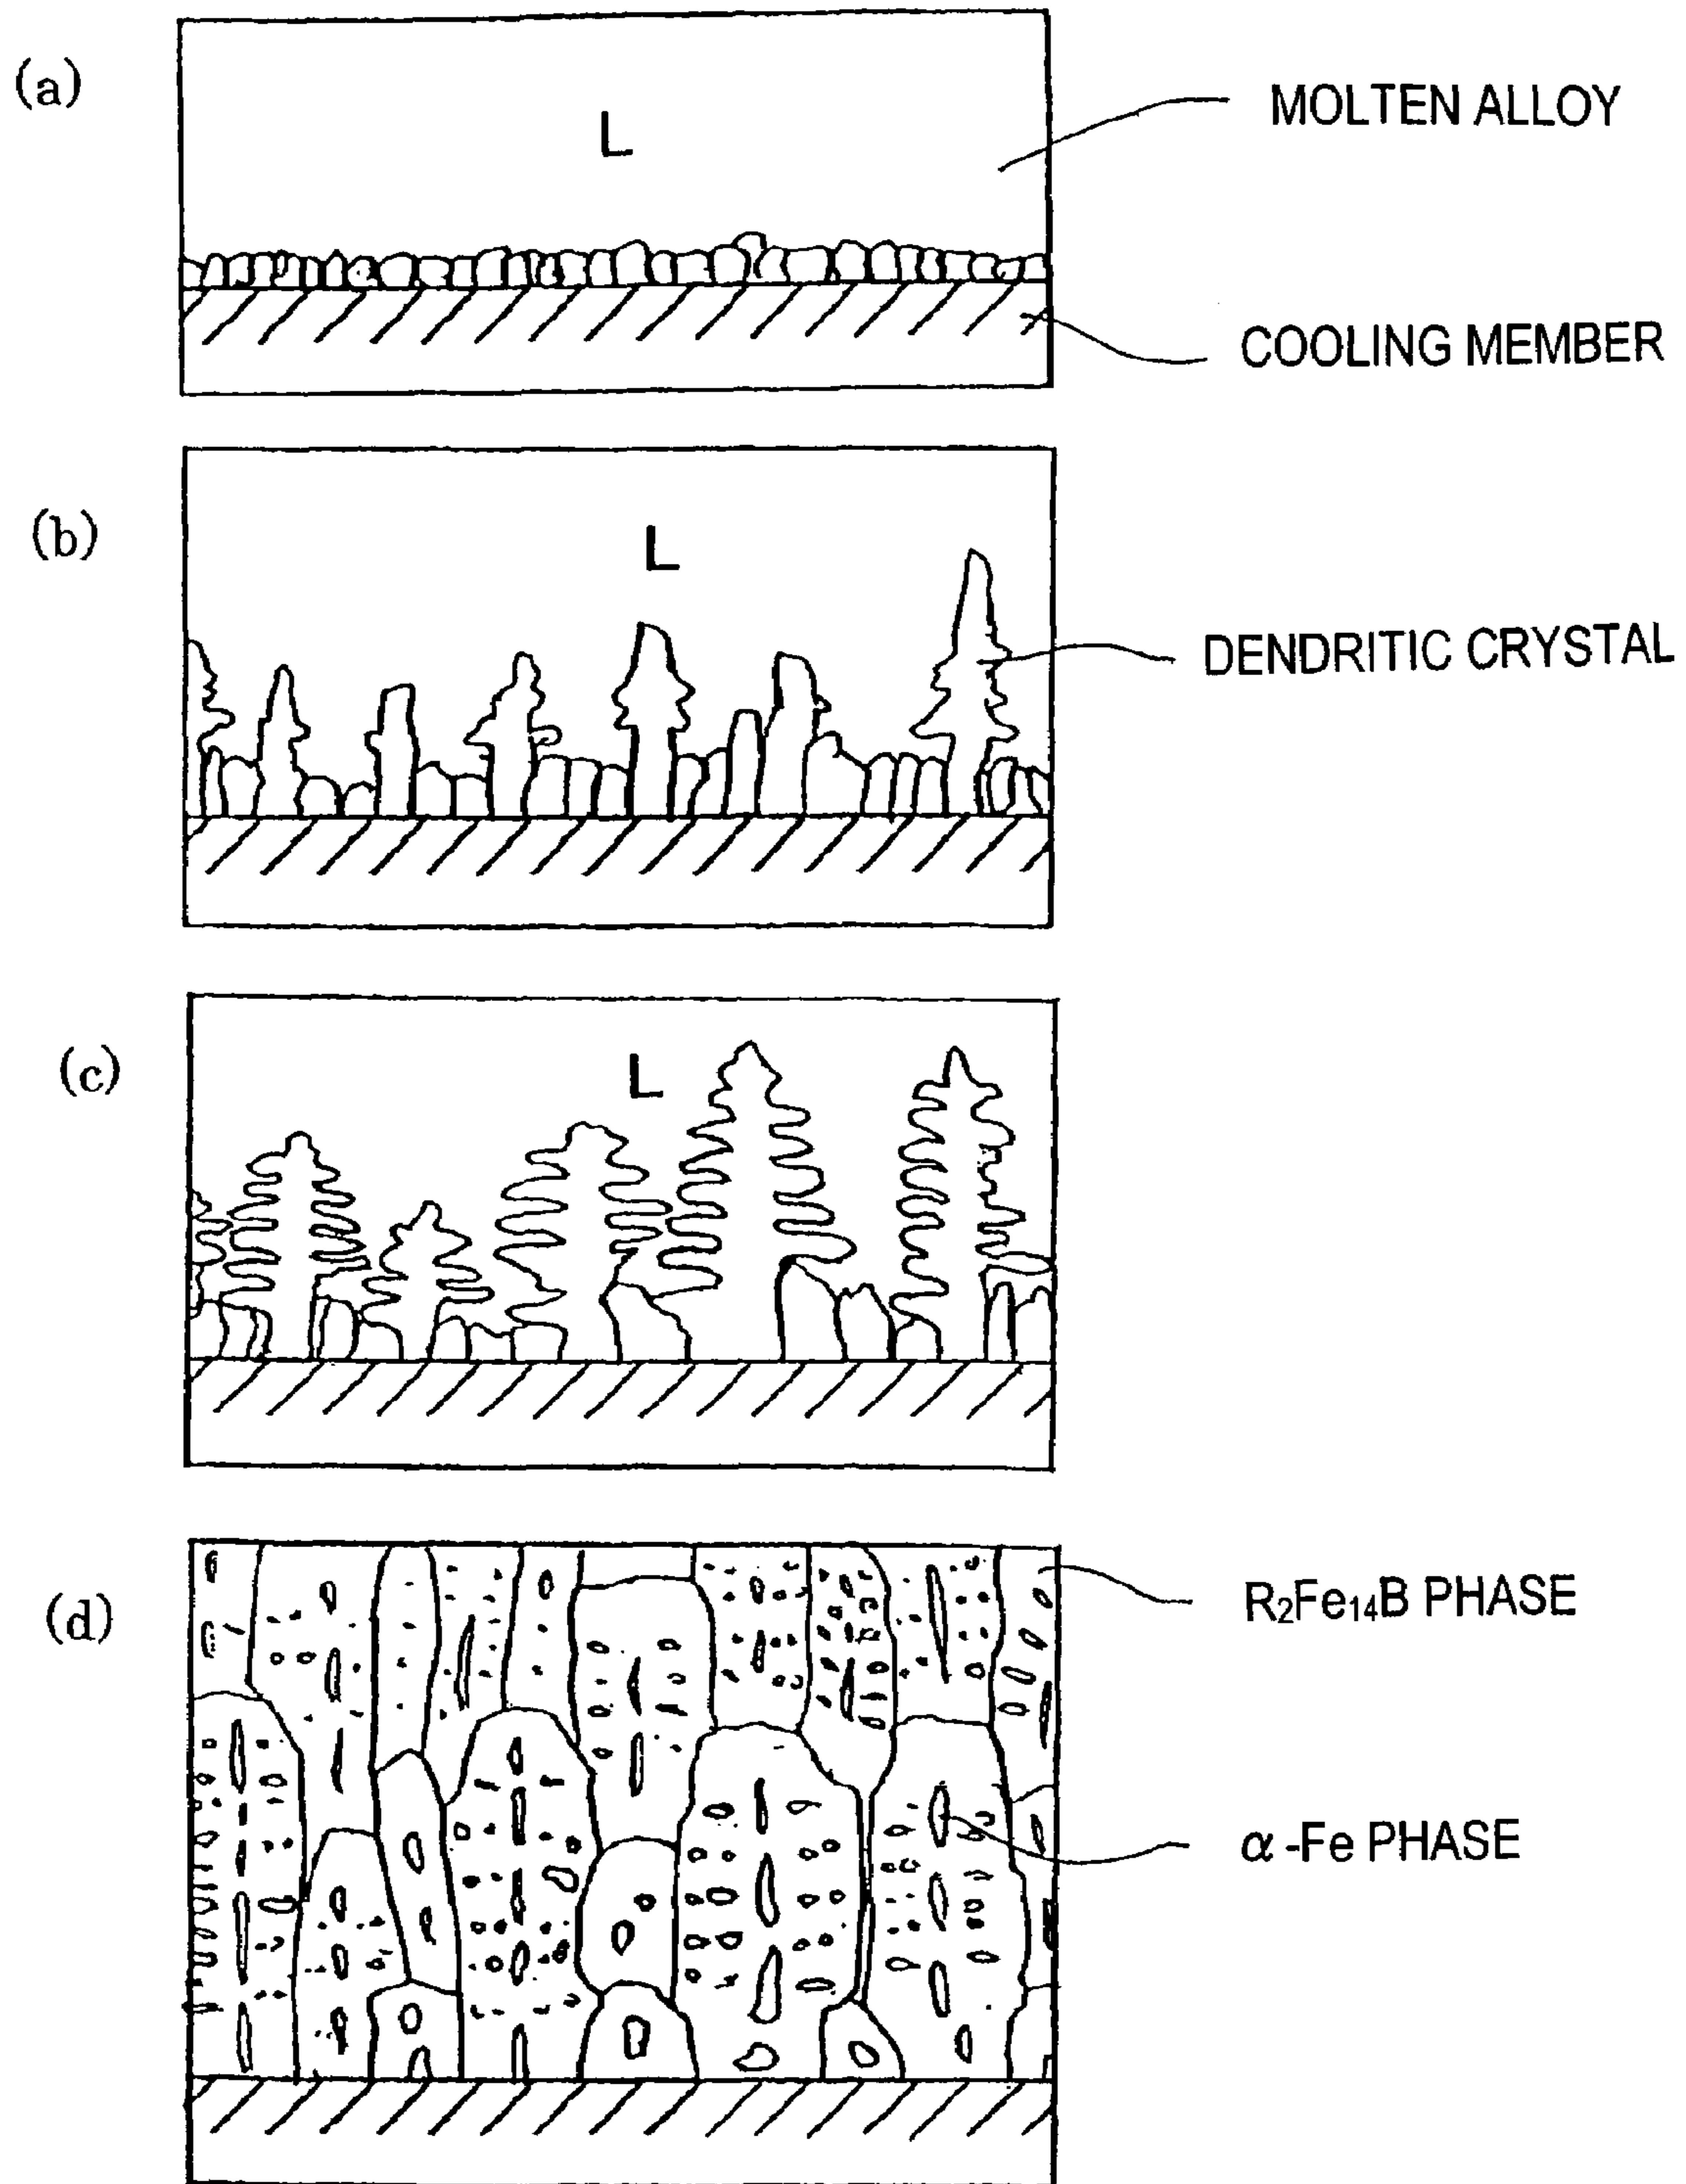 (a)
L
MOLTEN ALLOY
COOLING MEMBER
(b)
L
DENDRITIC CRYSTAL
(c)
L
(d)
R₂Fe₁₄B PHASE
α-Fe PHASE